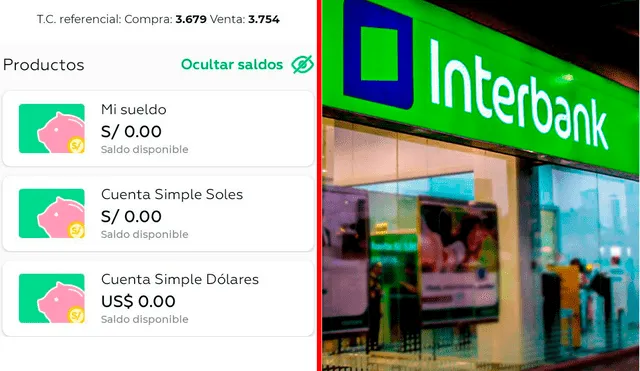 T.C. referencial: Compra: 3.679 Venta: 3.754
Productos
Ocultar saldos
Mi sueldo
S/ 0.00
Saldo disponible
Cuenta Simple Soles
S/ 0.00
Saldo disponible
Cuenta Simple Dólares
US$ 0.00
Saldo disponible
S/
S/
S/
Interbank